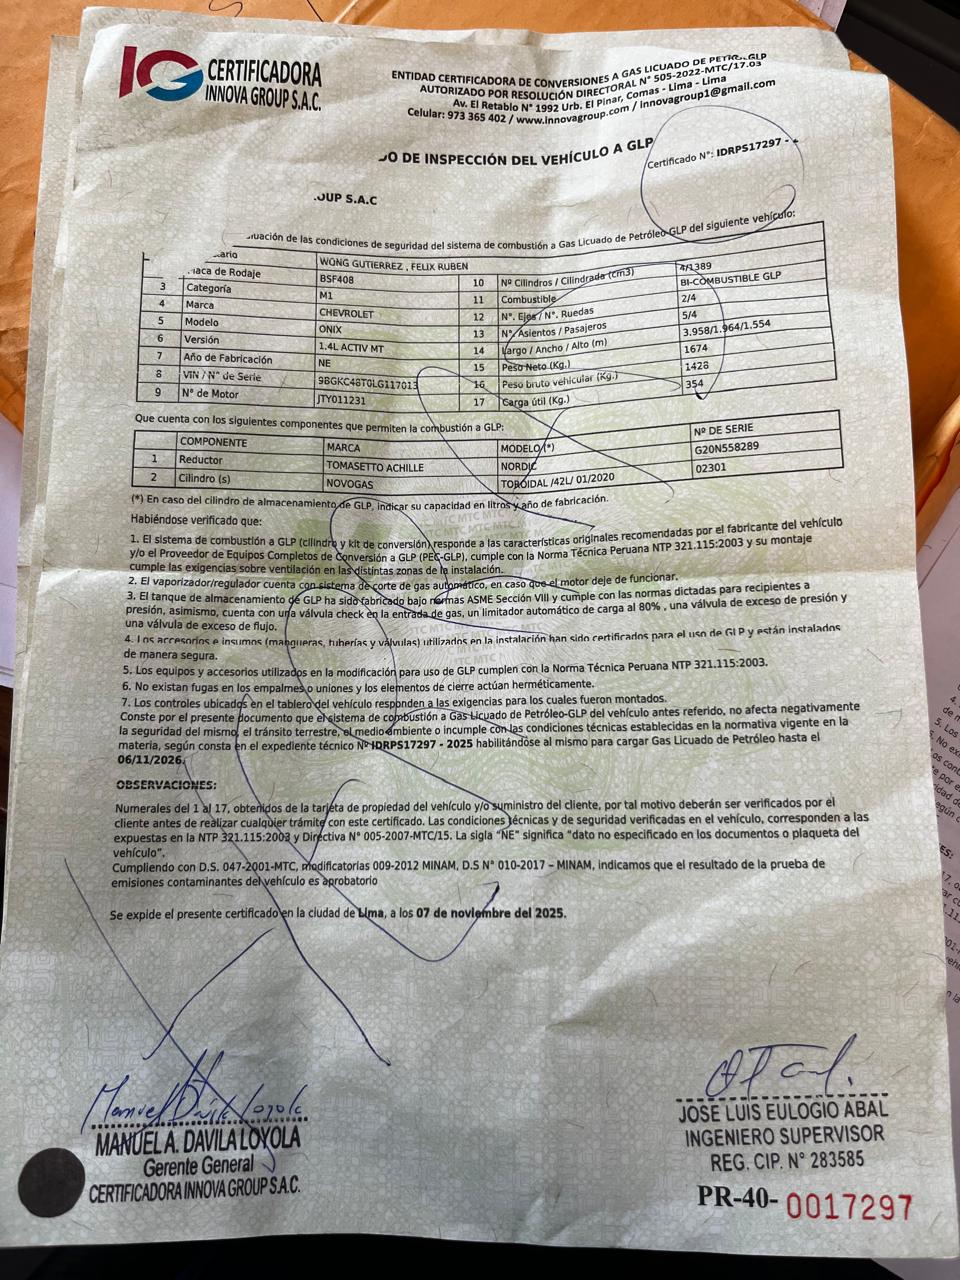 IG CERTIFICADORA
INNOVA GROUP S.A.C.
ENTIDAD CERTIFICADORA DE CONVERSIONES A GAS LICUADO DE PETRO GLP
AUTORIZADO POR RESOLUCIÓN DIRECTORAL N° 505-2022-MTC/17.03
Av. El Retablo N° 1992 Urb. El Pinar, Comas - Lima - Lima
Celular: 973 365 402 / www.innovagroup.com / innovagroup1@gmail.com
O DE INSPECCIÓN DEL VEHÍCULO A GLP
Certificado N°: IDRPS17297 -
OUP S.A.C
luación de las condiciones de seguridad del sistema de combustión a Gas Licuado de Petróleo-GLP del siguiente vehículo:
tario WONG GUTIERREZ , FELIX RUBEN
laca de Rodaje BSF408 10 Nº Cilindros / Cilindrada (cm3) 4/1389
3 Categoría M1 11 Combustible BI-COMBUSTIBLE GLP
4 Marca CHEVROLET 12 N°. Ejes / N°. Ruedas 2/4
5 Modelo ONIX 13 N°. Asientos / Pasajeros 5/4
6 Versión 1.4L ACTIV MT 14 Largo / Ancho / Alto (m) 3.958/1.964/1.554
7 Año de Fabricación NE 15 Peso Neto (Kg.) 1674
8 VIN / N° de Serie 9BGKC48T0LG117013 16 Peso bruto vehicular (Kg.) 1428
9 N° de Motor JTY011231 17 Carga útil (Kg.) 354
Que cuenta con los siguientes componentes que permiten la combustión a GLP:
COMPONENTE MARCA MODELO(*) Nº DE SERIE
1 Reductor TOMASETTO ACHILLE NORDIC G20N558289
2 Cilindro (s) NOVOGAS TOROIDAL /42L/ 01/2020 02301
(*) En caso del cilindro de almacenamiento de GLP, indicar su capacidad en litros y año de fabricación.
Habiéndose verificado que:
1. El sistema de combustión a GLP (cilindro y kit de conversión) responde a las características originales recomendadas por el fabricante del vehículo
y/o el Proveedor de Equipos Completos de Conversión a GLP (PEC-GLP), cumple con la Norma Técnica Peruana NTP 321.115:2003 y su montaje
cumple las exigencias sobre ventilación en las distintas zonas de la instalación.
2. El vaporizador/regulador cuenta con sistema de corte de gas automático, en caso que el motor deje de funcionar.
3. El tanque de almacenamiento de GLP ha sido fabricado bajo normas ASME Sección VIII y cumple con las normas dictadas para recipientes a
presión, asimismo, cuenta con una válvula check en la entrada de gas, un limitador automático de carga al 80% , una válvula de exceso de presión y
una válvula de exceso de flujo.
4. Los accesorios e insumos (mangueras, tuberías y válvulas) utilizados en la instalación han sido certificados para el uso de GLP y están instalados
de manera segura.
5. Los equipos y accesorios utilizados en la modificación para uso de GLP cumplen con la Norma Técnica Peruana NTP 321.115:2003.
6. No existan fugas en los empalmes o uniones y los elementos de cierre actúan herméticamente.
7. Los controles ubicados en el tablero del vehículo responden a las exigencias para los cuales fueron montados.
Conste por el presente documento que el sistema de combustión a Gas Licuado de Petróleo-GLP del vehículo antes referido, no afecta negativamente
la seguridad del mismo, el tránsito terrestre, el medio ambiente o incumple con las condiciones técnicas establecidas en la normativa vigente en la
materia, según consta en el expediente técnico Nº IDRPS17297 - 2025 habilitándose al mismo para cargar Gas Licuado de Petróleo hasta el
06/11/2026.
OBSERVACIONES:
Numerales del 1 al 17, obtenidos de la tarjeta de propiedad del vehículo y/o suministro del cliente, por tal motivo deberán ser verificados por el
cliente antes de realizar cualquier trámite con este certificado. Las condiciones técnicas y de seguridad verificadas en el vehículo, corresponden a las
expuestas en la NTP 321.115:2003 y Directiva N° 005-2007-MTC/15. La sigla "NE" significa "dato no especificado en los documentos o plaqueta del
vehículo".
Cumpliendo con D.S. 047-2001-MTC, modificatorias 009-2012 MINAM, D.S N° 010-2017 – MINAM, indicamos que el resultado de la prueba de
emisiones contaminantes del vehículo es aprobatorio
Se expide el presente certificado en la ciudad de Lima, a los 07 de noviembre del 2025.
Manuel Davila Loyola
MANUEL A. DAVILA LOYOLA
Gerente General
CERTIFICADORA INNOVA GROUP S.A.C.
JOSE LUIS EULOGIO ABAL
INGENIERO SUPERVISOR
REG. CIP. N° 283585
PR-40- 0017297